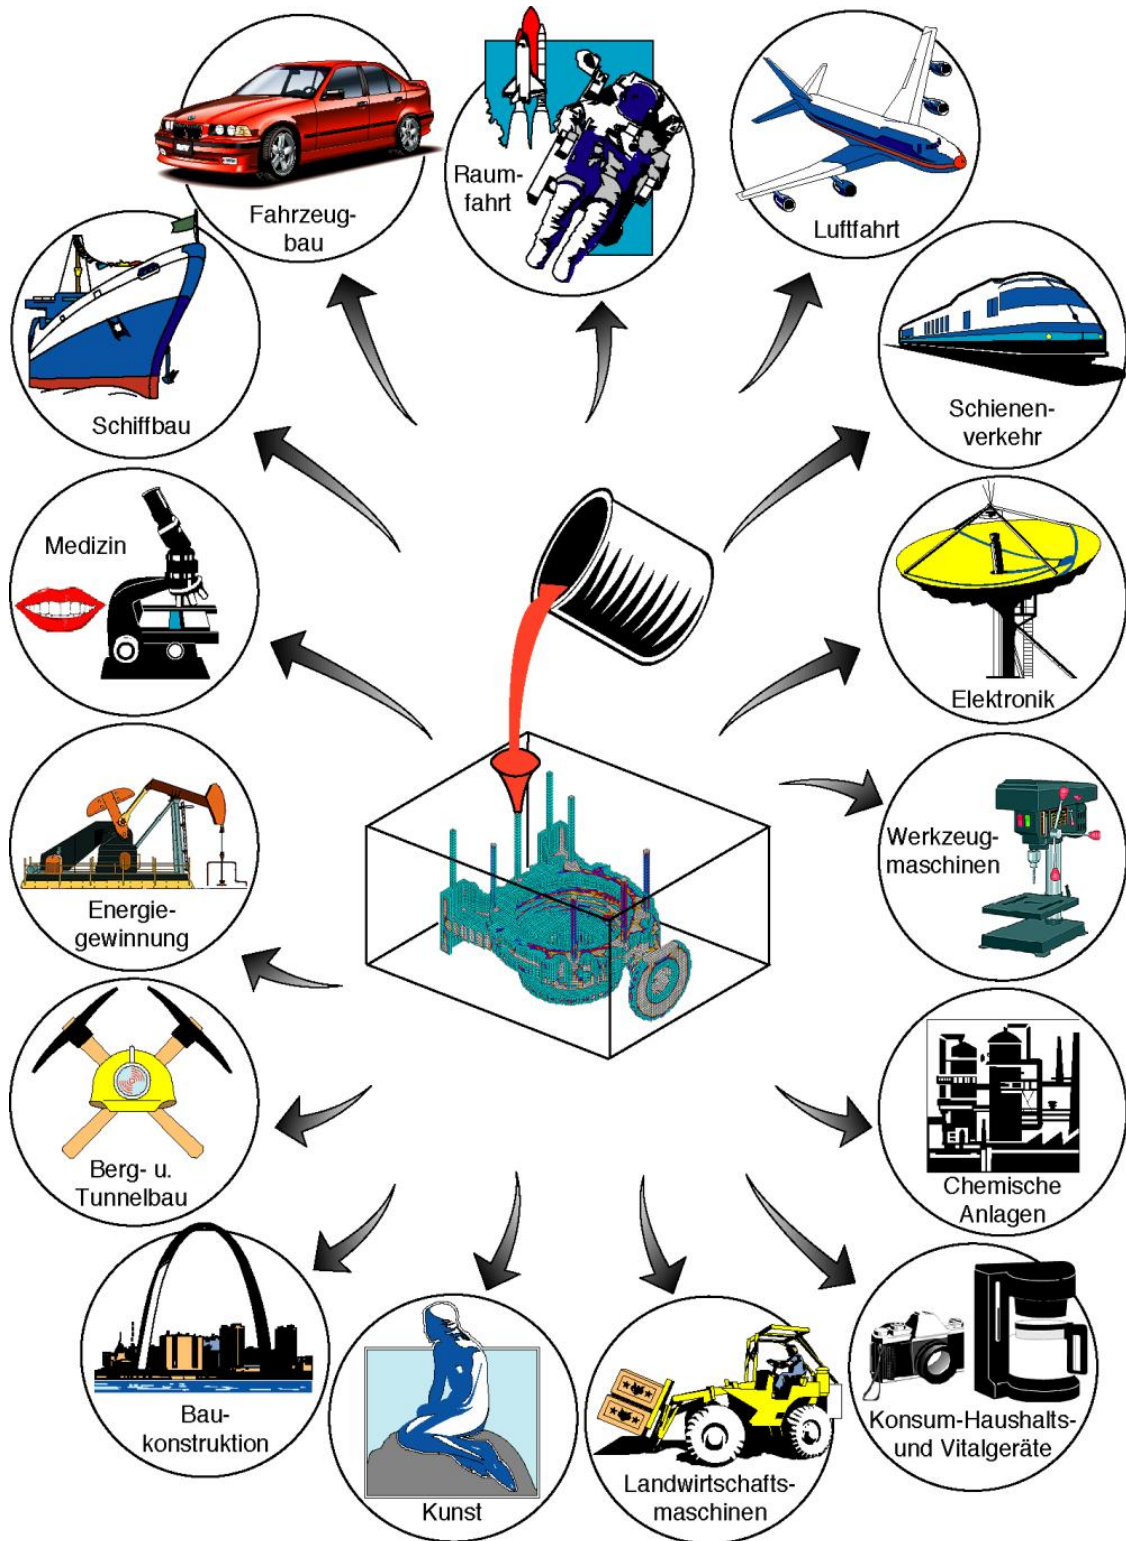 Fahrzeug-
bau
Raum-
fahrt
Luftfahrt
Schiffbau
Schienen-
verkehr
Medizin
Elektronik
Energie-
gewinnung
Werkzeug-
maschinen
Berg- u.
Tunnelbau
Chemische
Anlagen
Bau-
konstruktion
Kunst
Landwirtschafts-
maschinen
Konsum-Haushalts-
und Vitalgeräte